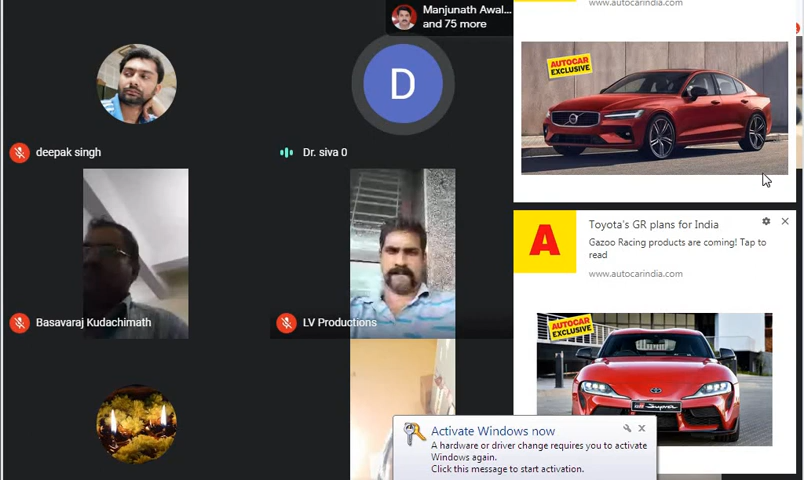 Manjunath Awal...
and 75 more
www.autocarindia.com
AUTOCAR
EXCLUSIVE
deepak singh
D
Dr. siva 0
A
Toyota's GR plans for India
Gazoo Racing products are coming! Tap to
read
www.autocarindia.com
Basavaraj Kudachimath
LV Productions
AUTOCAR
EXCLUSIVE
GR Supra
Activate Windows now
A hardware or driver change requires you to activate
Windows again.
Click this message to start activation.